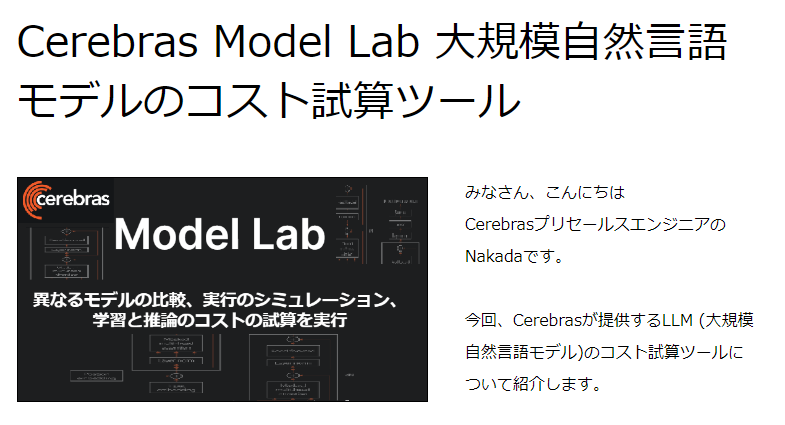 Cerebras Model Lab 大規模自然言語
モデルのコスト試算ツール
cerebras
Model Lab
異なるモデルの比較、実行のシミュレーション、
学習と推論のコストの試算を実行
みなさん、こんにちは
Cerebrasプリセールスエンジニアの
Nakadaです。
今回、Cerebrasが提供するLLM (大規模
自然言語モデル)のコスト試算ツールに
ついて紹介します。